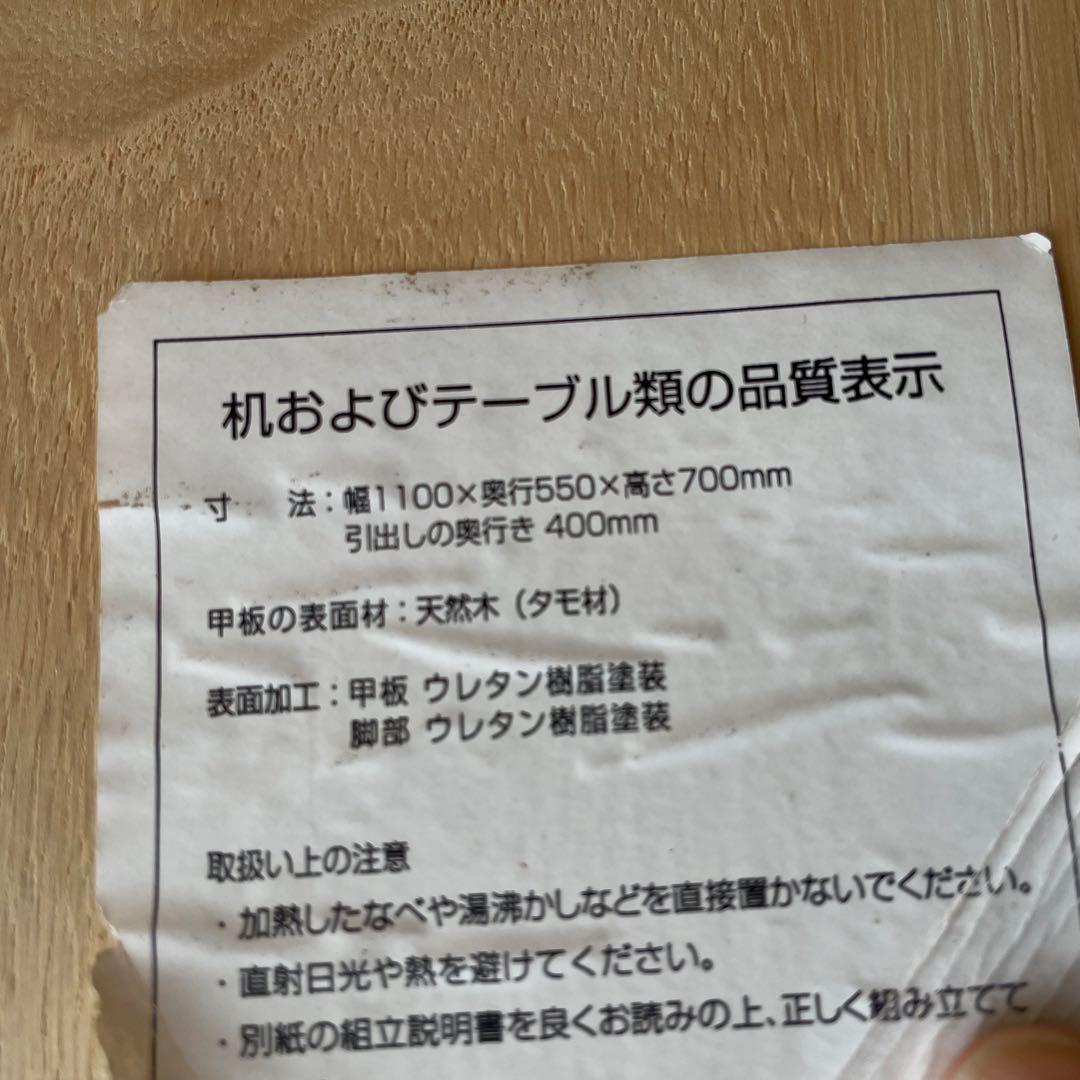 机およびテーブル類の品質表示
寸　　法：幅1100×奥行550×高さ700mm
引出しの奥行き 400mm
甲板の表面材：天然木（タモ材）
表面加工：甲板 ウレタン樹脂塗装
脚部 ウレタン樹脂塗装
取扱い上の注意
・加熱したなべや湯沸かしなどを直接置かないでください。
・直射日光や熱を避けてください。
・別紙の組立説明書を良くお読みの上、正しく組み立てて